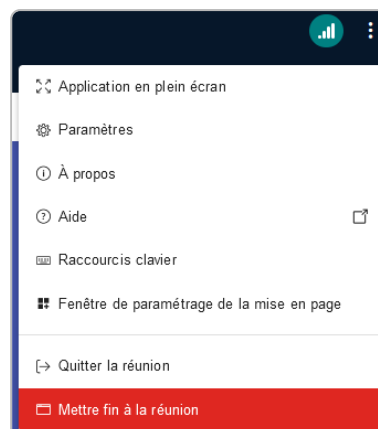 Application en plein écran
Paramètres
À propos
Aide
Raccourcis clavier
Fenêtre de paramétrage de la mise en page
Quitter la réunion
Mettre fin à la réunion